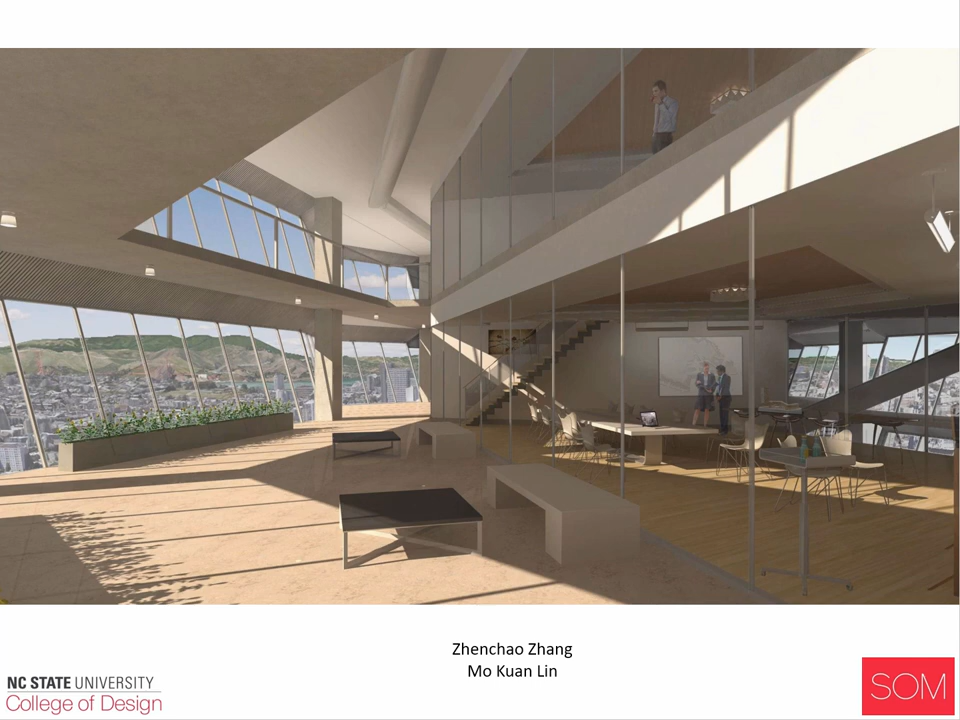 Zhenchao Zhang
Mo Kuan Lin
NC STATE UNIVERSITY
College of Design
SOM